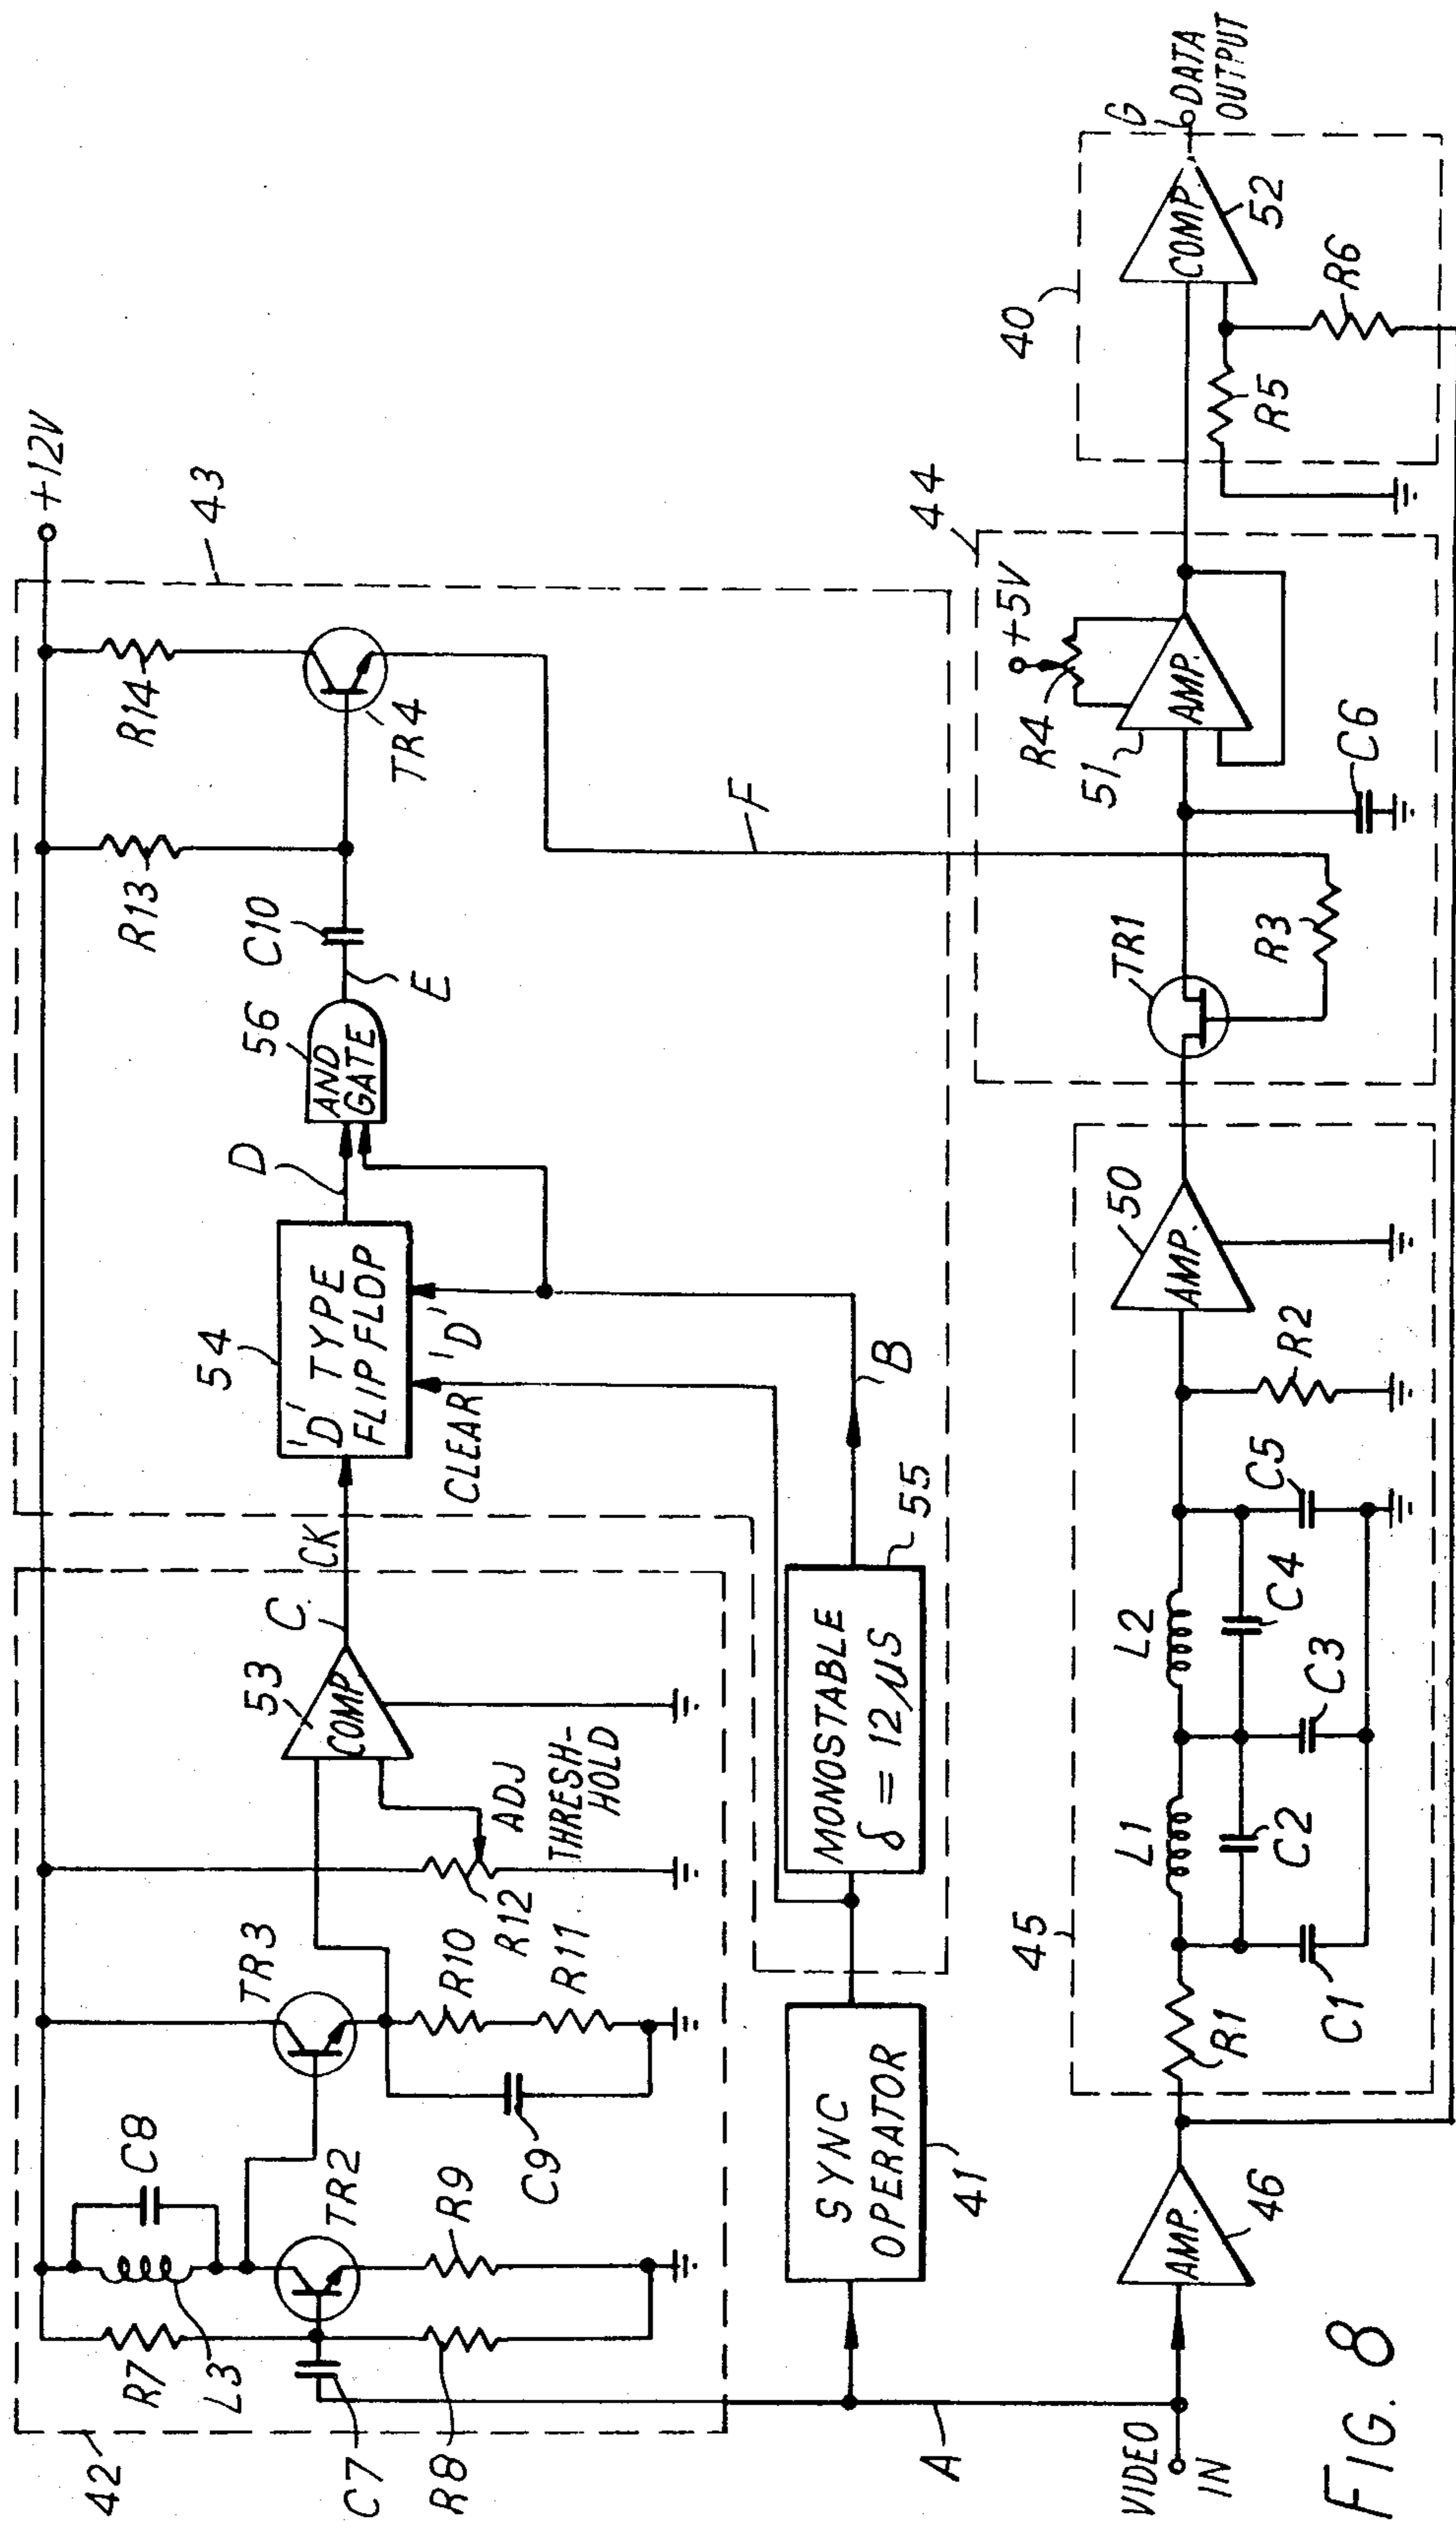 +12V
42
R7
L3
C8
TR2
R9
C7
R8
TR3
C9
R10
R11
R12
ADJ
THRESH-
HOLD
53
COMP
C
CK
54
'D' TYPE
FLIP FLOP
CLEAR
'D'
D
56
AND
GATE
E
C10
R13
R14
TR4
43
F
SYNC
OPERATOR
41
MONOSTABLE
δ = 12µS
55
B
A
VIDEO
IN
AMP.
46
45
R1
L1
L2
C1
C2
C3
C4
C5
R2
AMP.
50
44
TR1
R3
C6
51
AMP.
R4
+5V
40
R5
R6
COMP.
52
G
DATA
OUTPUT
FIG. 8